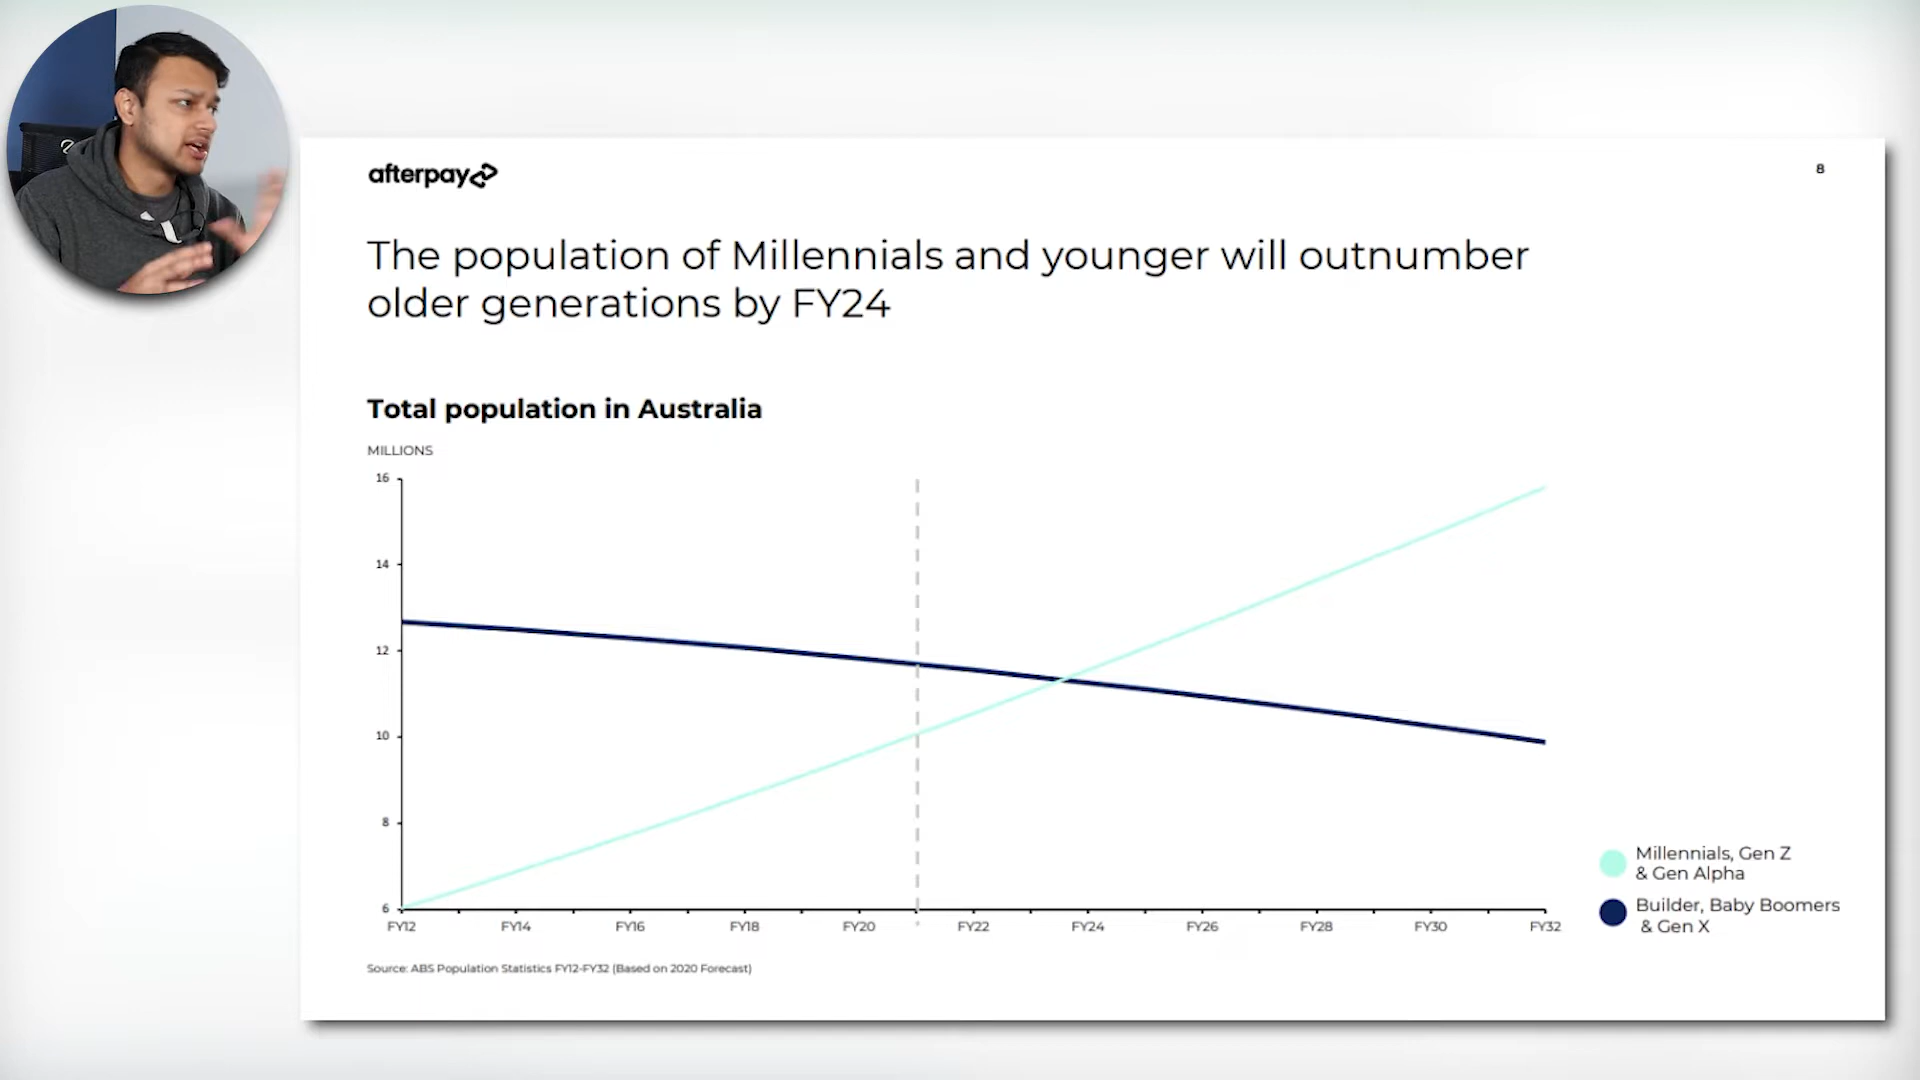 afterpay
8
The population of Millennials and younger will outnumber
older generations by FY24
Total population in Australia
MILLIONS
16
14
12
10
8
6
FY12 FY14 FY16 FY18 FY20 FY22 FY24 FY26 FY28 FY30 FY32
Millennials, Gen Z
& Gen Alpha
Builder, Baby Boomers
& Gen X
Source: ABS Population Statistics FY12-FY32 (Based on 2020 Forecast)